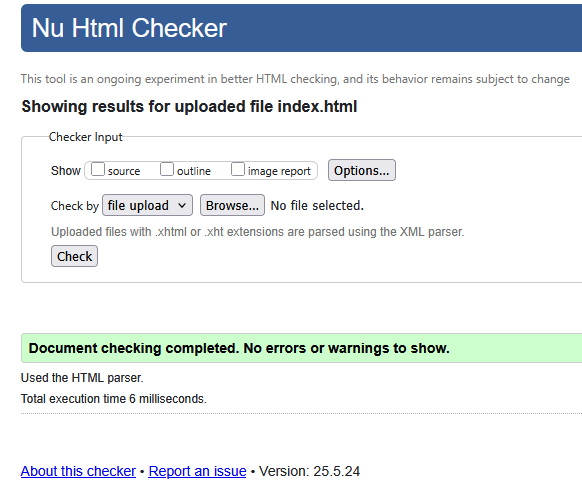 Nu Html Checker
This tool is an ongoing experiment in better HTML checking, and its behavior remains subject to change
Showing results for uploaded file index.html
Checker Input
Show source outline image report Options...
Check by file upload Browse... No file selected.
Uploaded files with .xhtml or .xht extensions are parsed using the XML parser.
Check
Document checking completed. No errors or warnings to show.
Used the HTML parser.
Total execution time 6 milliseconds.
About this checker • Report an issue • Version: 25.5.24